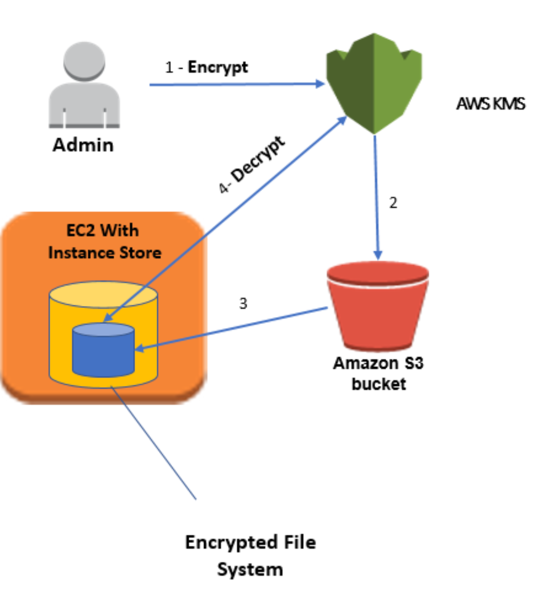 1 - Encrypt
AWS KMS
Admin
4- Decrypt
2
EC2 With
Instance Store
3
Amazon S3
bucket
Encrypted File
System